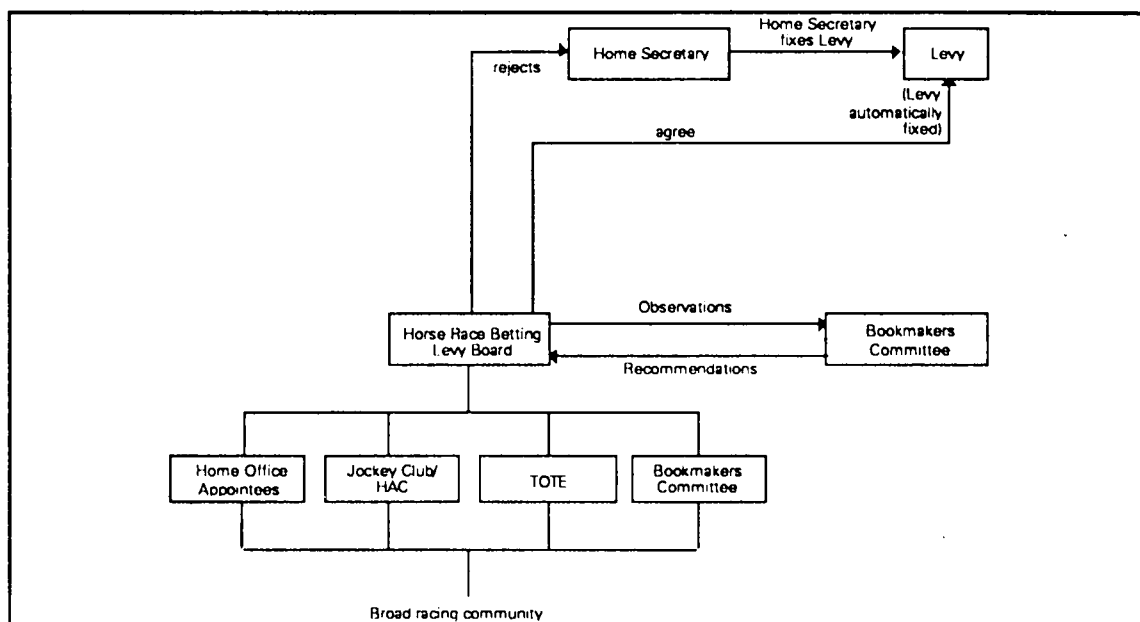 Home Secretary
fixes Levy
Home Secretary
Levy
rejects
(Levy
automatically
fixed)
agree
Observations
Horse Race Betting
Levy Board
Bookmakers
Committee
Recommendations
Home Office
Appointees
Jockey Club/
HAC
TOTE
Bookmakers
Committee
Broad racing community